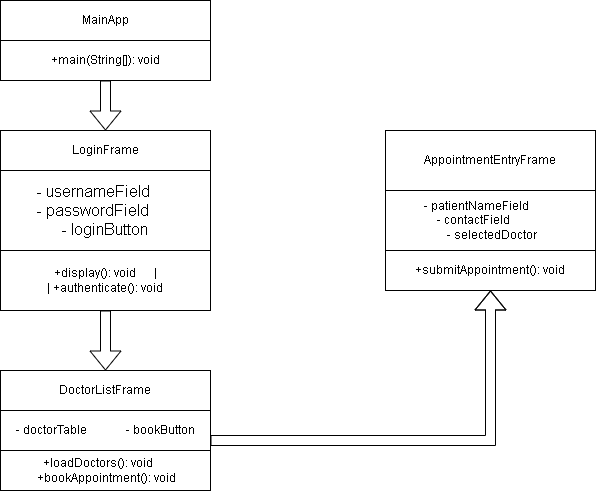 MainApp
+main(String[]): void
LoginFrame
- usernameField
- passwordField
- loginButton
+display(): void |
| +authenticate(): void
AppointmentEntryFrame
- patientNameField
- contactField
- selectedDoctor
+submitAppointment(): void
DoctorListFrame
- doctorTable - bookButton
+loadDoctors(): void
+bookAppointment(): void